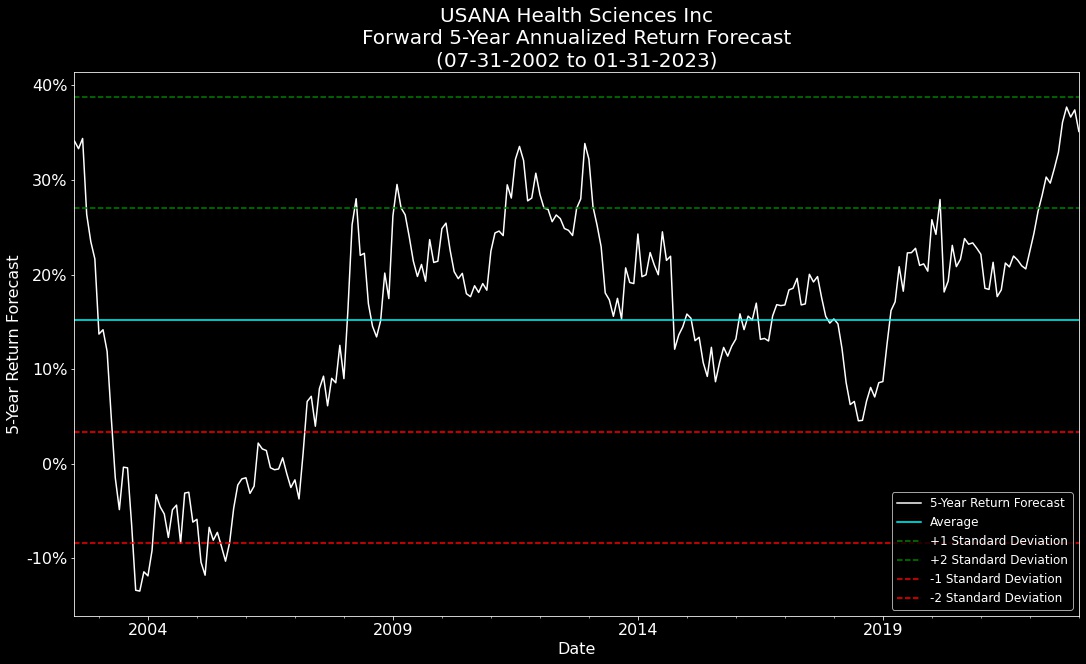 USANA Health Sciences Inc
Forward 5-Year Annualized Return Forecast
(07-31-2002 to 01-31-2023)
40%
30%
20%
10%
0%
-10%
5-Year Return Forecast
2004
2009
2014
2019
Date
5-Year Return Forecast
Average
+1 Standard Deviation
+2 Standard Deviation
-1 Standard Deviation
-2 Standard Deviation